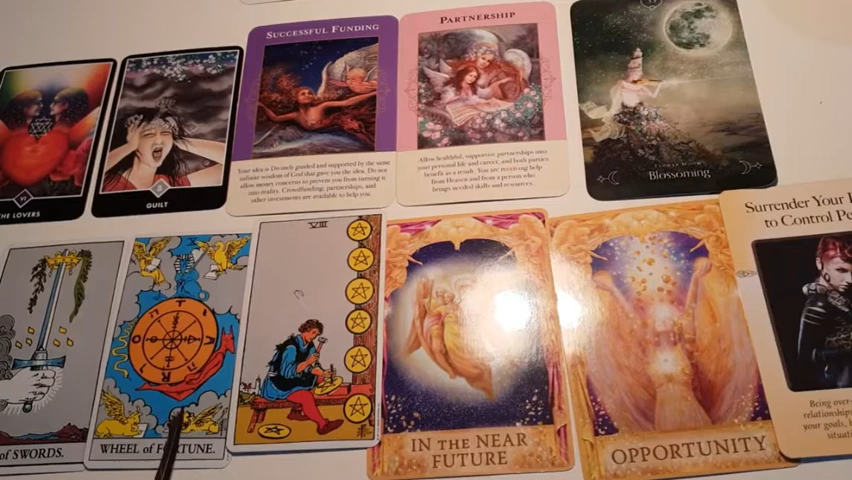 VI
THE LOVERS
8
GUILT
SUCCESSFUL FUNDING
Your idea is Divinely guided and supported by the same
infinite wisdom of God that gave you the idea. Do not
allow money concerns to prevent you from turning it
into reality. Crowdfunding, partnerships, and
other investments are available to help you.
PARTNERSHIP
Allow healthful, supportive partnerships into
your personal life and career, and both parties
benefit as a result. You are receiving help
from Heaven and from a person who
brings needed skills and resources.
Blossoming
of SWORDS.
WHEEL of FORTUNE.
VIII
IN THE NEAR
FUTURE
OPPORTUNITY
Surrender Your
to Control
Being
relationships
your goals,